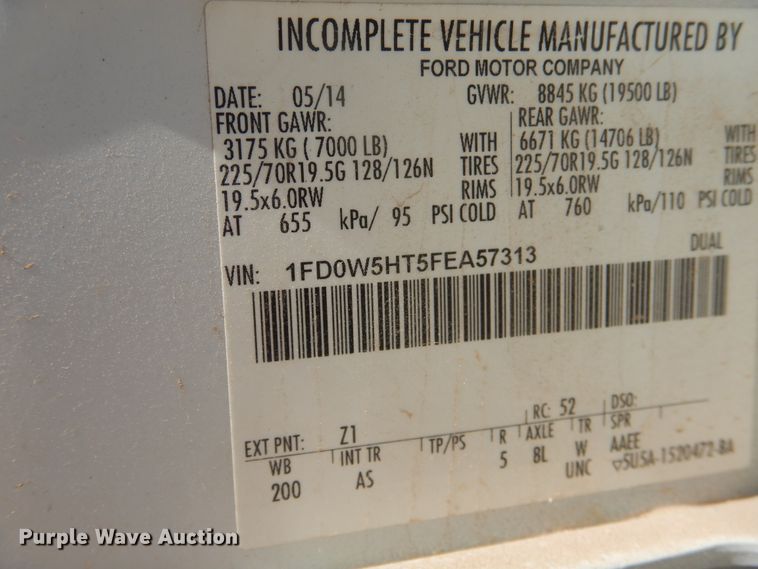 INCOMPLETE VEHICLE MANUFACTURED BY
FORD MOTOR COMPANY
DATE: 05/14 GVWR: 8845 KG (19500 LB)
FRONT GAWR: REAR GAWR:
3175 KG ( 7000 LB) WITH 6671 KG (14706 LB) WITH
225/70R19.5G 128/126N TIRES 225/70R19.5G 128/126N TIRES
19.5x6.0RW RIMS 19.5x6.0RW RIMS
AT 655 kPa/ 95 PSI COLD AT 760 kPa/110 PSI COLD
DUAL
VIN: 1FD0W5HT5FEA57313
RC: 52 DSO:
EXT PNT: Z1
WB INT TR TP/PS R AXLE TR SPR
200 AS 5 8L W AAEE
UNC ▽5U5A-1520472-BA
Purple Wave Auction